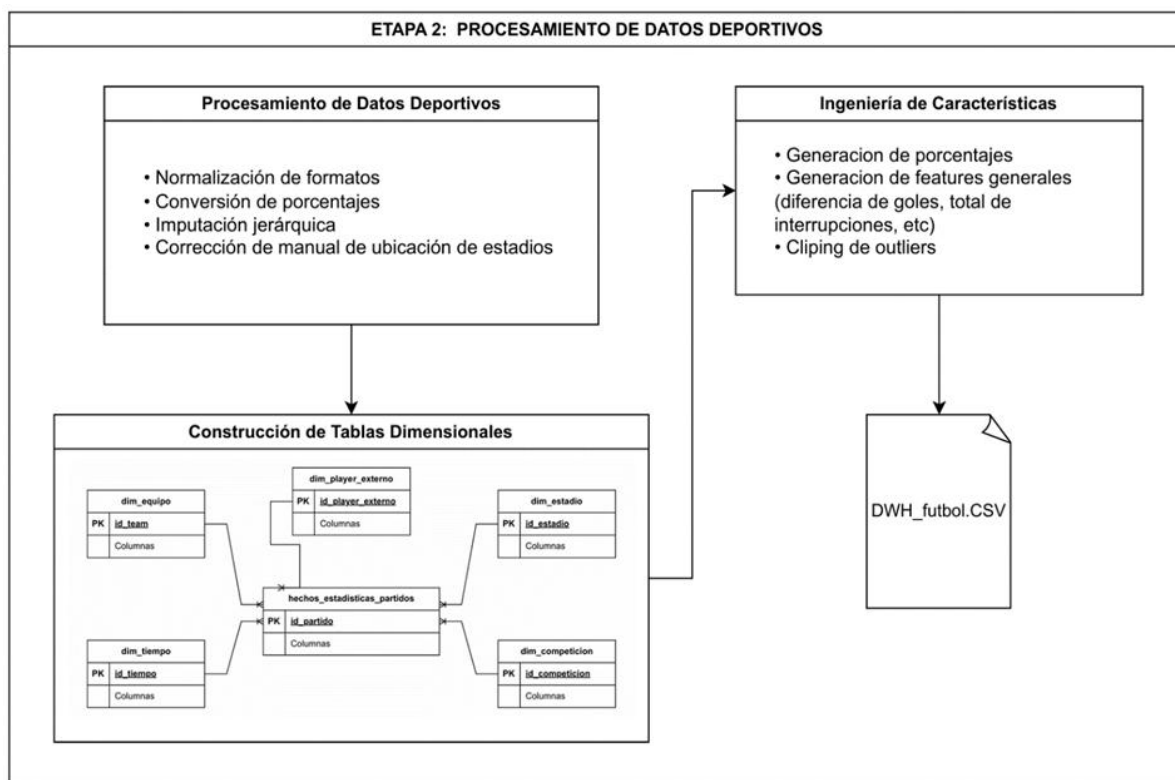 ETAPA 2:  PROCESAMIENTO DE DATOS DEPORTIVOS
Procesamiento de Datos Deportivos
• Normalización de formatos
• Conversión de porcentajes
• Imputación jerárquica
• Corrección de manual de ubicación de estadios
Construcción de Tablas Dimensionales
dim_player_externo
PK id_player_externo
Columnas
dim_equipo
PK id_team
Columnas
dim_estadio
PK id_estadio
Columnas
hechos_estadisticas_partidos
PK id_partido
Columnas
dim_tiempo
PK id_tiempo
Columnas
dim_competicion
PK id_competicion
Columnas
Ingeniería de Características
• Generacion de porcentajes
• Generacion de features generales
(diferencia de goles, total de
interrupciones, etc)
• Cliping de outliers
DWH_futbol.CSV